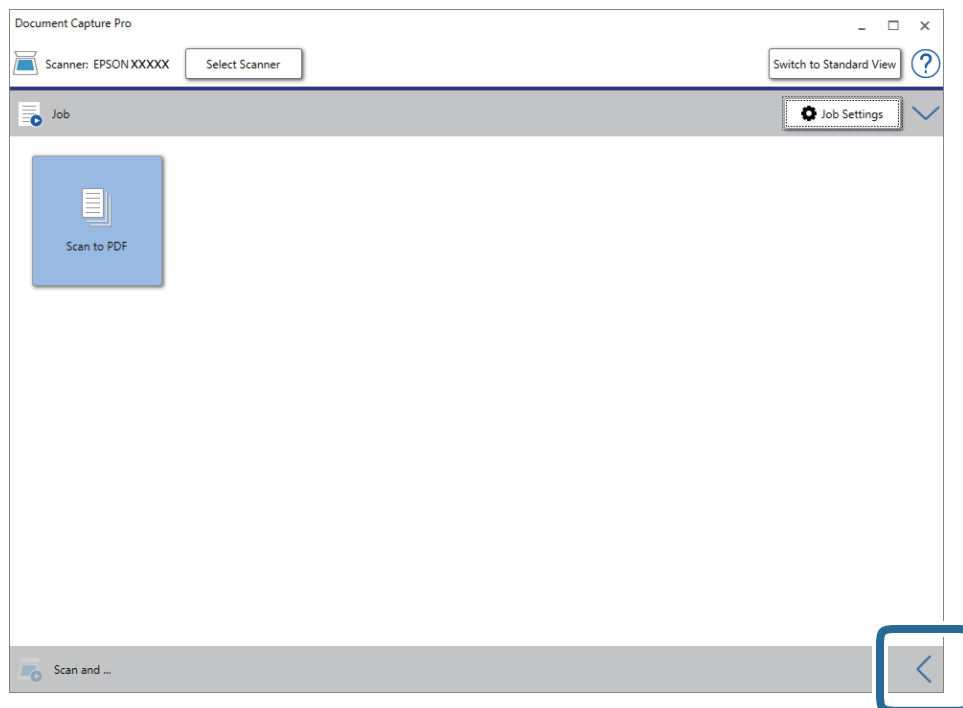 Document Capture Pro
Scanner: EPSON XXXXX
Select Scanner
Switch to Standard View
?
Job
Job Settings
Scan to PDF
Scan and ...